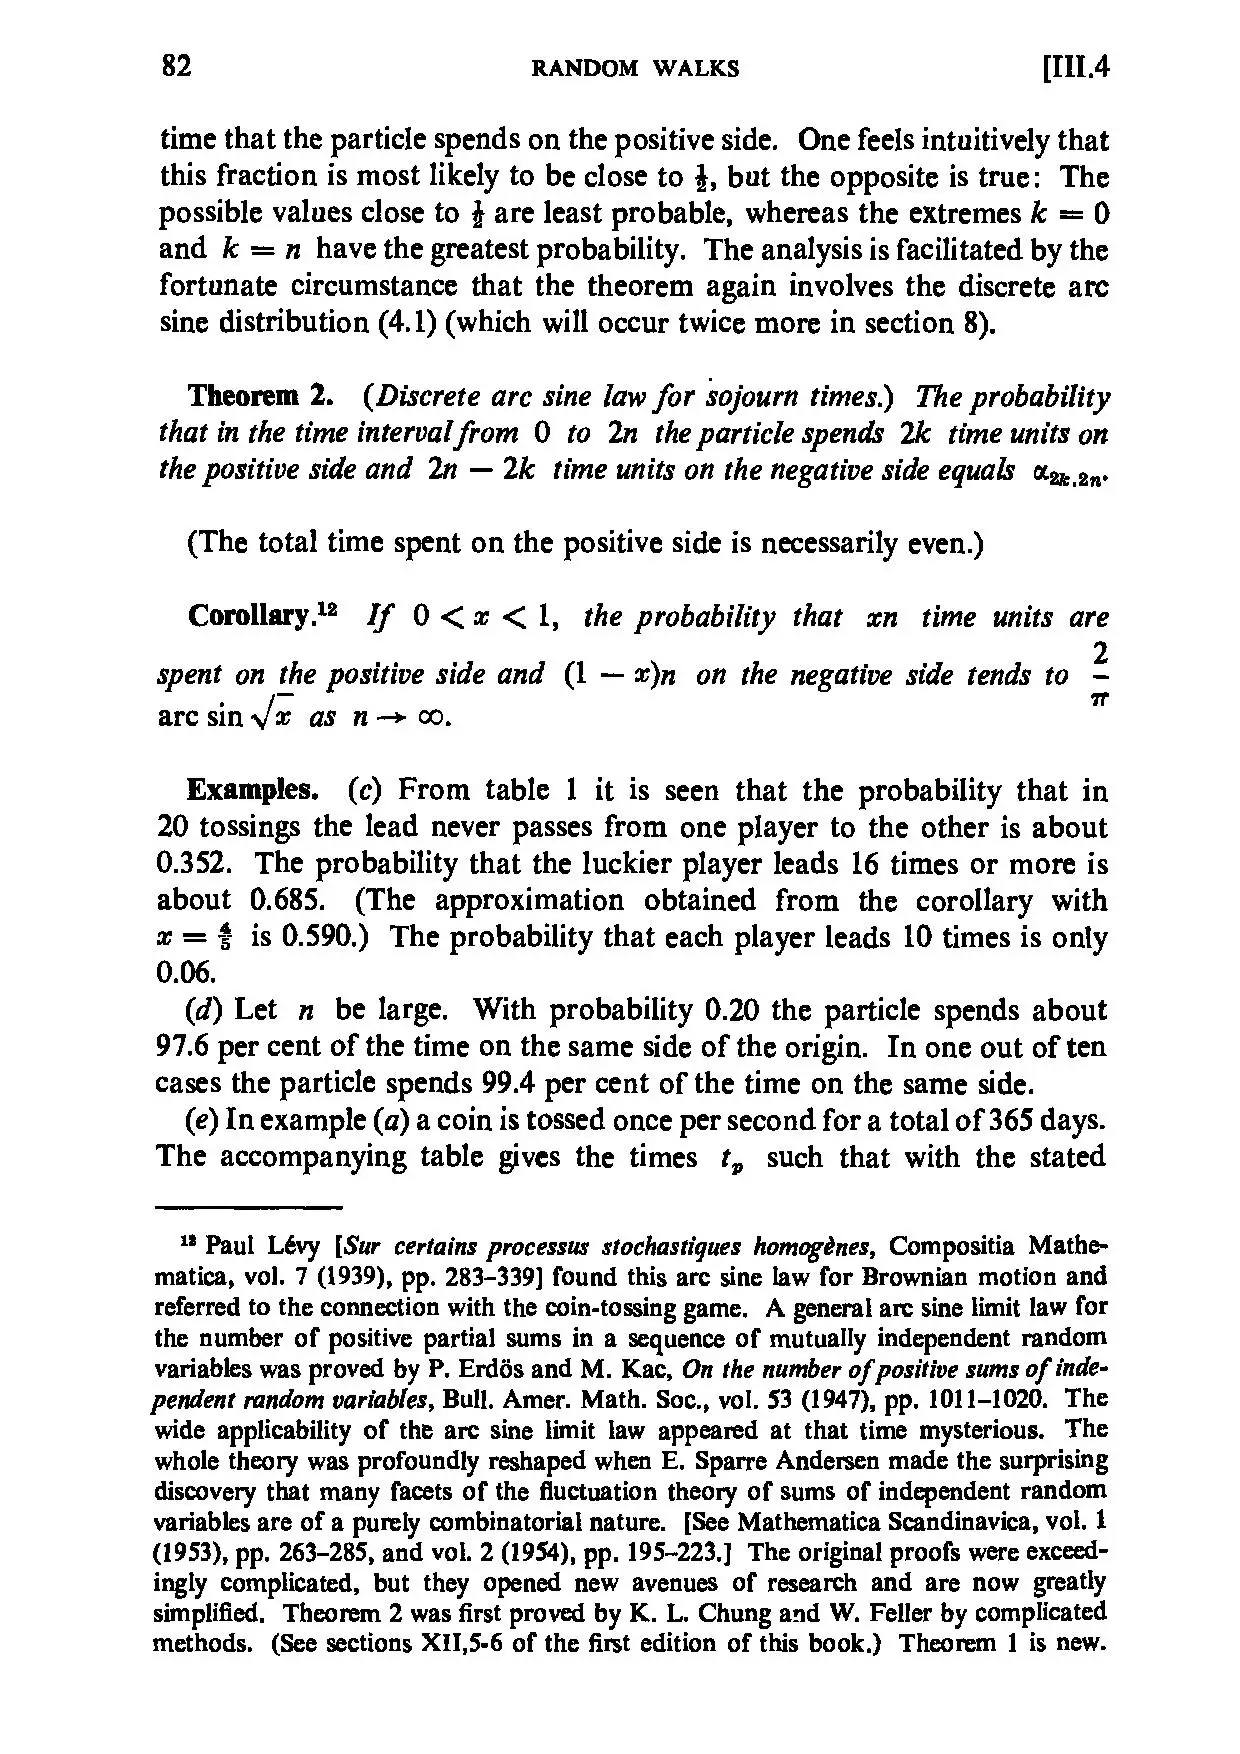 82 RANDOM WALKS [III.4
time that the particle spends on the positive side. One feels intuitively that
this fraction is most likely to be close to ½, but the opposite is true: The
possible values close to ½ are least probable, whereas the extremes k = 0
and k = n have the greatest probability. The analysis is facilitated by the
fortunate circumstance that the theorem again involves the discrete arc
sine distribution (4.1) (which will occur twice more in section 8).
Theorem 2. (Discrete arc sine law for sojourn times.) The probability
that in the time interval from 0 to 2n the particle spends 2k time units on
the positive side and 2n − 2k time units on the negative side equals α₂ₖ,₂ₙ.
(The total time spent on the positive side is necessarily even.)
Corollary.¹² If 0 < x < 1, the probability that xn time units are
spent on the positive side and (1 − x)n on the negative side tends to 2/π
arc sin √x as n → ∞.
Examples. (c) From table 1 it is seen that the probability that in
20 tossings the lead never passes from one player to the other is about
0.352. The probability that the luckier player leads 16 times or more is
about 0.685. (The approximation obtained from the corollary with
x = ⅘ is 0.590.) The probability that each player leads 10 times is only
0.06.
(d) Let n be large. With probability 0.20 the particle spends about
97.6 per cent of the time on the same side of the origin. In one out of ten
cases the particle spends 99.4 per cent of the time on the same side.
(e) In example (a) a coin is tossed once per second for a total of 365 days.
The accompanying table gives the times tₚ such that with the stated
¹² Paul Lévy [Sur certains processus stochastiques homogènes, Compositia Mathe-
matica, vol. 7 (1939), pp. 283–339] found this arc sine law for Brownian motion and
referred to the connection with the coin-tossing game. A general arc sine limit law for
the number of positive partial sums in a sequence of mutually independent random
variables was proved by P. Erdös and M. Kac, On the number of positive sums of inde-
pendent random variables, Bull. Amer. Math. Soc., vol. 53 (1947), pp. 1011–1020. The
wide applicability of the arc sine limit law appeared at that time mysterious. The
whole theory was profoundly reshaped when E. Sparre Andersen made the surprising
discovery that many facets of the fluctuation theory of sums of independent random
variables are of a purely combinatorial nature. [See Mathematica Scandinavica, vol. 1
(1953), pp. 263–285, and vol. 2 (1954), pp. 195–223.] The original proofs were exceed-
ingly complicated, but they opened new avenues of research and are now greatly
simplified. Theorem 2 was first proved by K. L. Chung and W. Feller by complicated
methods. (See sections XII,5-6 of the first edition of this book.) Theorem 1 is new.